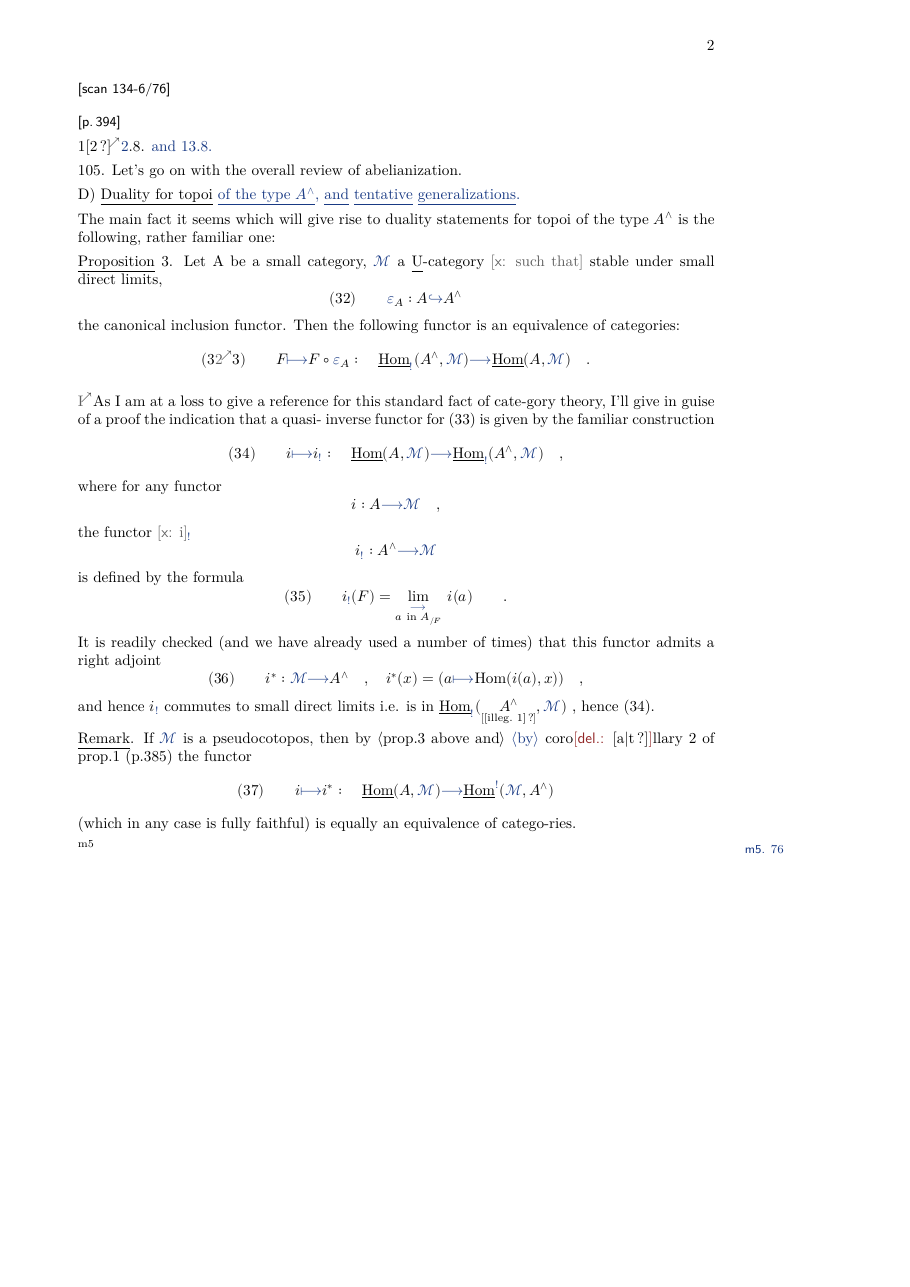 2
[scan 134-6/76]
[p. 394]
1[2 ?]↗2.8. and 13.8.
105. Let's go on with the overall review of abelianization.
D) Duality for topoi of the type A^, and tentative generalizations.
The main fact it seems which will give rise to duality statements for topoi of the type A^ is the
following, rather familiar one:
Proposition 3. Let A be a small category, ℳ a U-category [x: such that] stable under small
direct limits,
(32) ε_A : A↪A^
the canonical inclusion functor. Then the following functor is an equivalence of categories:
(32↗3) F⟼F ∘ ε_A : Hom_!(A^, ℳ)⟶Hom(A, ℳ) .
I↗As I am at a loss to give a reference for this standard fact of cate-gory theory, I'll give in guise
of a proof the indication that a quasi- inverse functor for (33) is given by the familiar construction
(34) i⟼i_! : Hom(A, ℳ)⟶Hom_!(A^, ℳ) ,
where for any functor
i : A⟶ℳ ,
the functor [x: i]_!
i_! : A^⟶ℳ
is defined by the formula
(35) i_!(F) = lim i(a) .
→
a in A_/F
It is readily checked (and we have already used a number of times) that this functor admits a
right adjoint
(36) i* : ℳ⟶A^ , i*(x) = (a⟼Hom(i(a), x)) ,
and hence i_! commutes to small direct limits i.e. is in Hom_!( A^ , ℳ) , hence (34).
[[illeg. 1] ?]
Remark. If ℳ is a pseudocotopos, then by ⟨prop.3 above and⟩ ⟨by⟩ coro[del.: [a|t ?]]llary 2 of
prop.1 (p.385) the functor
(37) i⟼i* : Hom(A, ℳ)⟶Hom^!(ℳ, A^)
(which in any case is fully faithful) is equally an equivalence of catego-ries.
m5
m5. 76